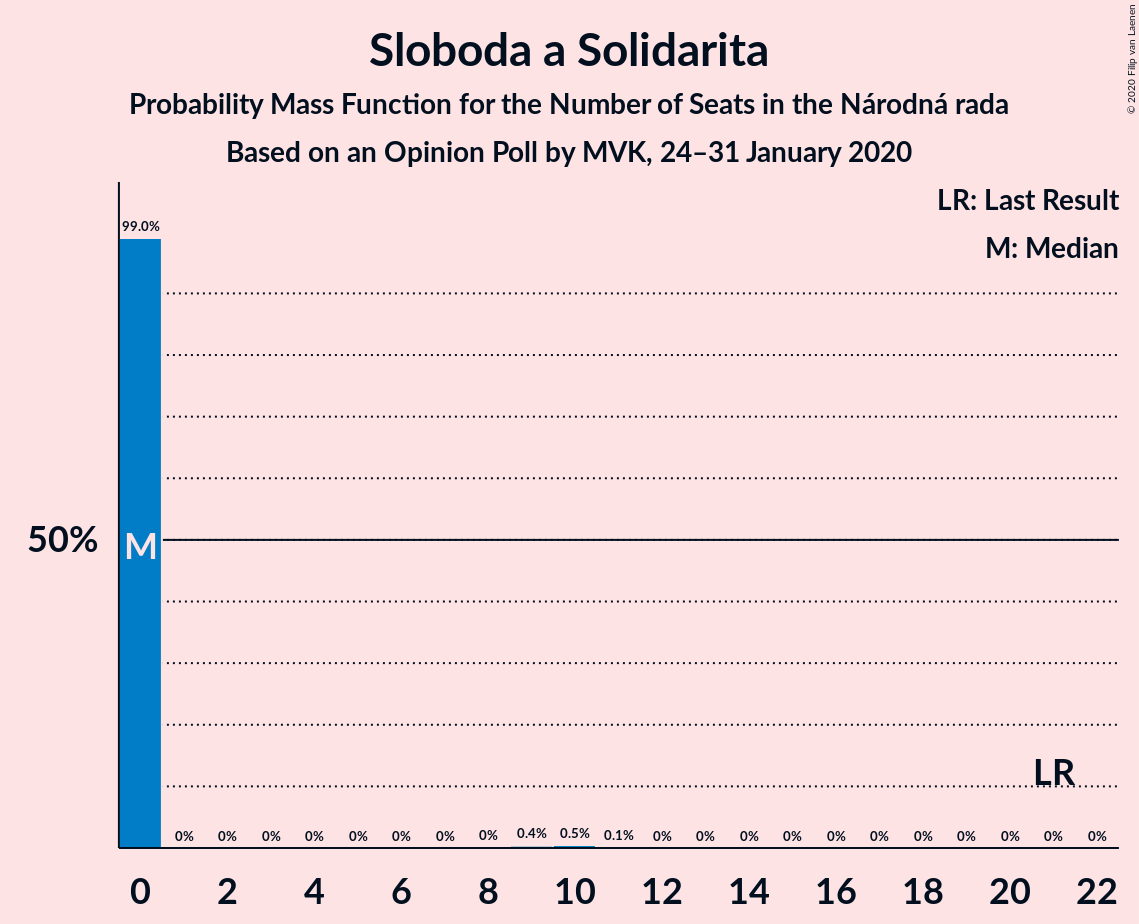 Sloboda a Solidarita
Probability Mass Function for the Number of Seats in the Národná rada
Based on an Opinion Poll by MVK, 24–31 January 2020
© 2020 Filip van Laenen
LR: Last Result
M: Median
99.0%
50%
M
LR
0% 0% 0% 0% 0% 0% 0% 0% 0.4% 0.5% 0.1% 0% 0% 0% 0% 0% 0% 0% 0% 0% 0% 0%
0 2 4 6 8 10 12 14 16 18 20 22